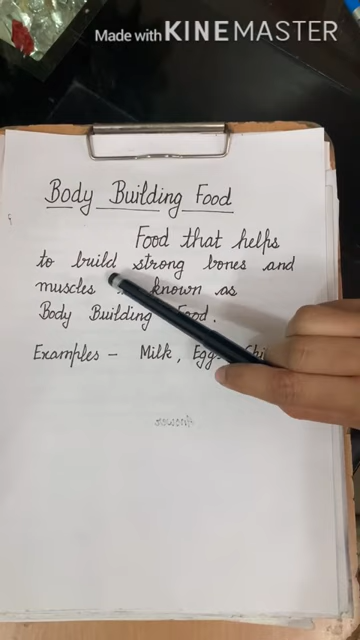 Made with KINEMASTER
Body Building Food
Food that helps
to build strong bones and
muscles known as
Body Building Food.
Examples - Milk,